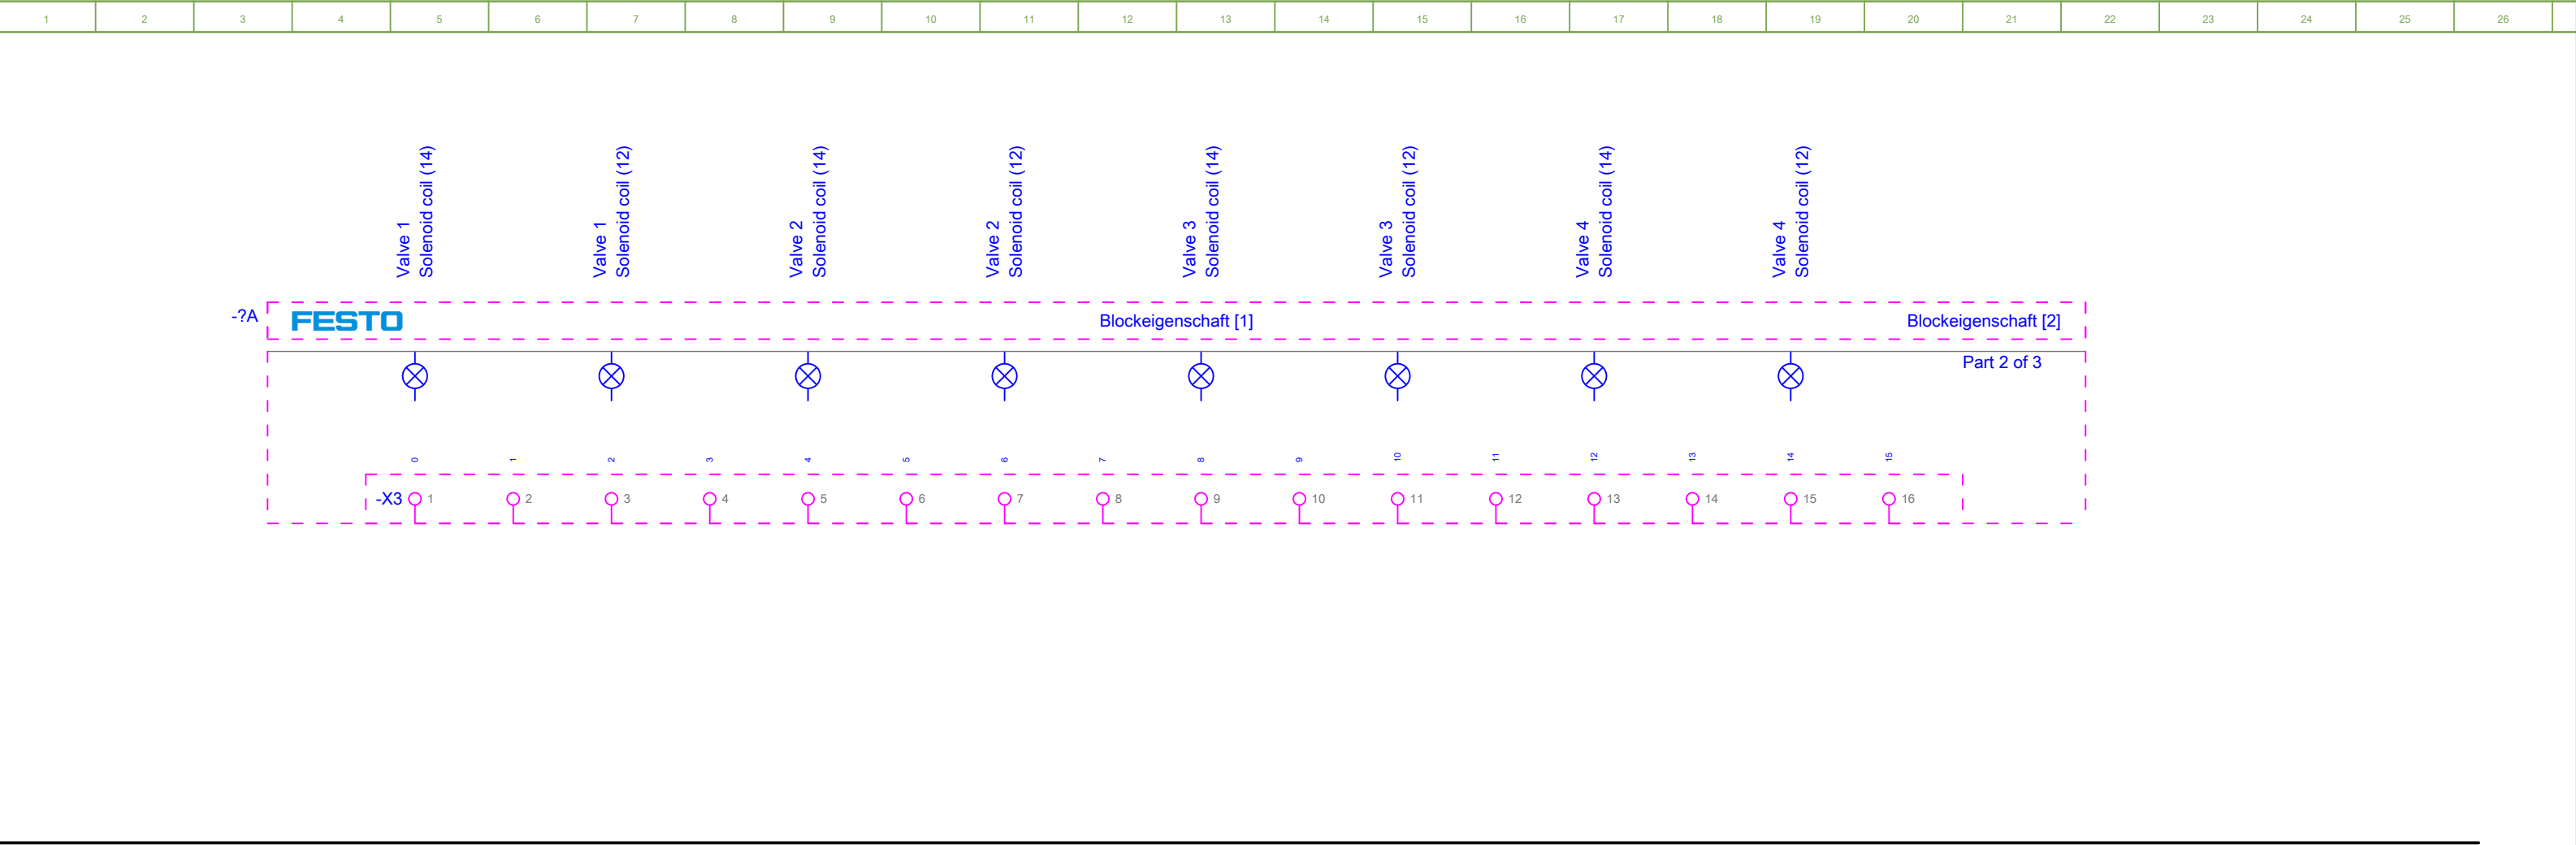 1 2 3 4 5 6 7 8 9 10 11 12 13 14 15 16 17 18 19 20 21 22 23 24 25 26
Valve 1
Solenoid coil (14)
Valve 1
Solenoid coil (12)
Valve 2
Solenoid coil (14)
Valve 2
Solenoid coil (12)
Valve 3
Solenoid coil (14)
Valve 3
Solenoid coil (12)
Valve 4
Solenoid coil (14)
Valve 4
Solenoid coil (12)
-?A FESTO Blockeigenschaft [1] Blockeigenschaft [2]
Part 2 of 3
0 1 2 3 4 5 6 7 8 9 10 11 12 13 14 15
-X3 1 2 3 4 5 6 7 8 9 10 11 12 13 14 15 16